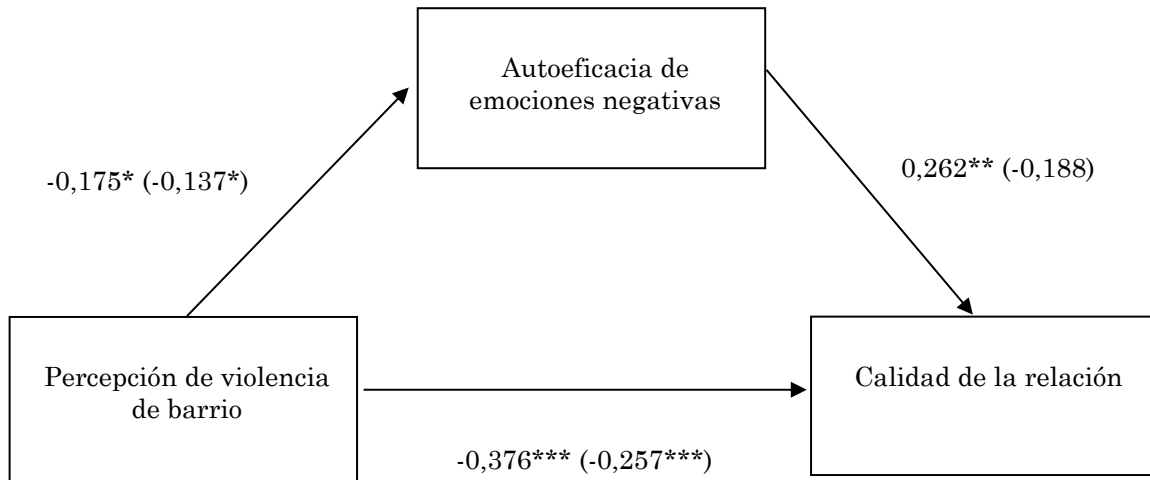 Autoeficacia de
emociones negativas
-0,175* (-0,137*)
0,262** (-0,188)
Percepción de violencia
de barrio
Calidad de la relación
-0,376*** (-0,257***)